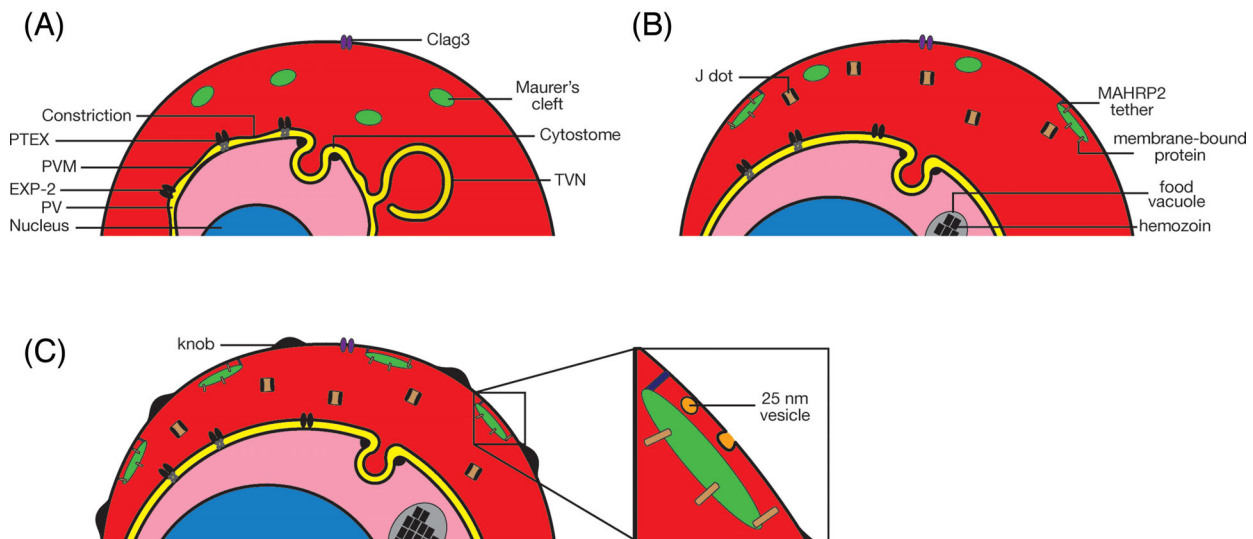 (A)
Clag3
Maurer's
cleft
Constriction
PTEX
Cytostome
PVM
EXP-2
TVN
PV
Nucleus
(B)
J dot
MAHRP2
tether
membrane-bound
protein
food
vacuole
hemozoin
(C)
knob
25 nm
vesicle